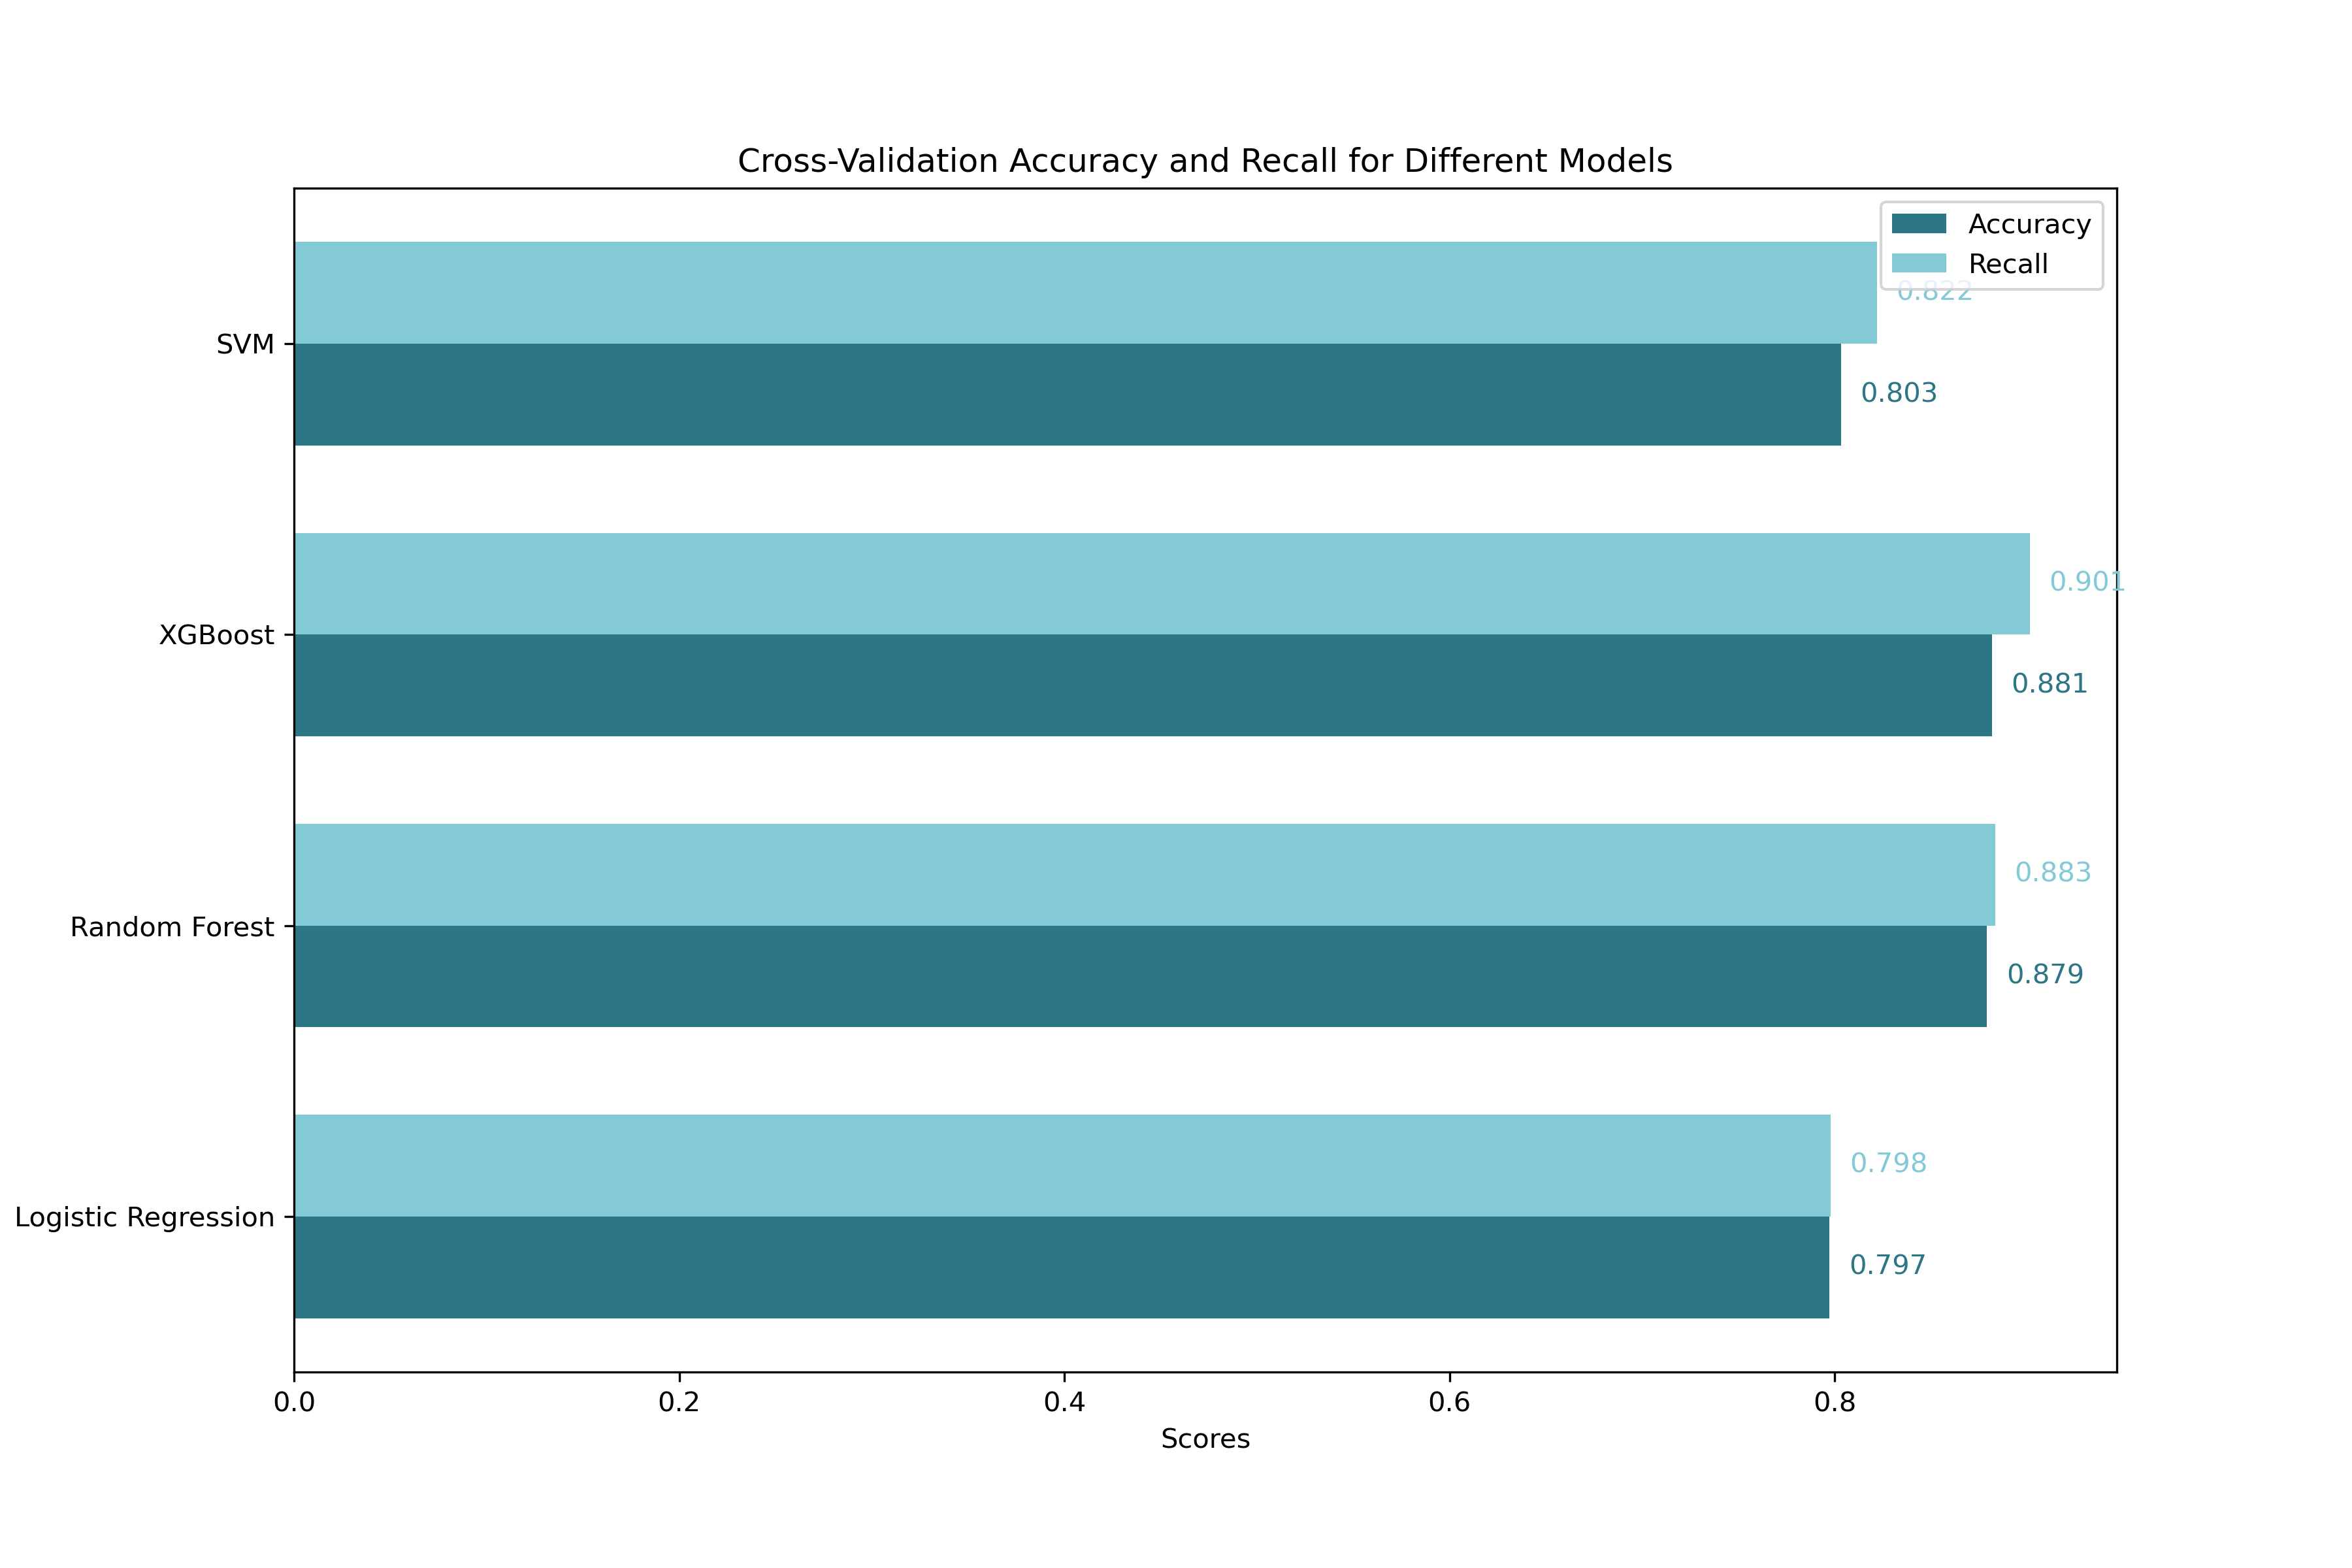 Cross-Validation Accuracy and Recall for Different Models
Accuracy
Recall
0.822
SVM
0.803
0.901
XGBoost
0.881
0.883
Random Forest
0.879
0.798
Logistic Regression
0.797
0.0 0.2 0.4 0.6 0.8
Scores